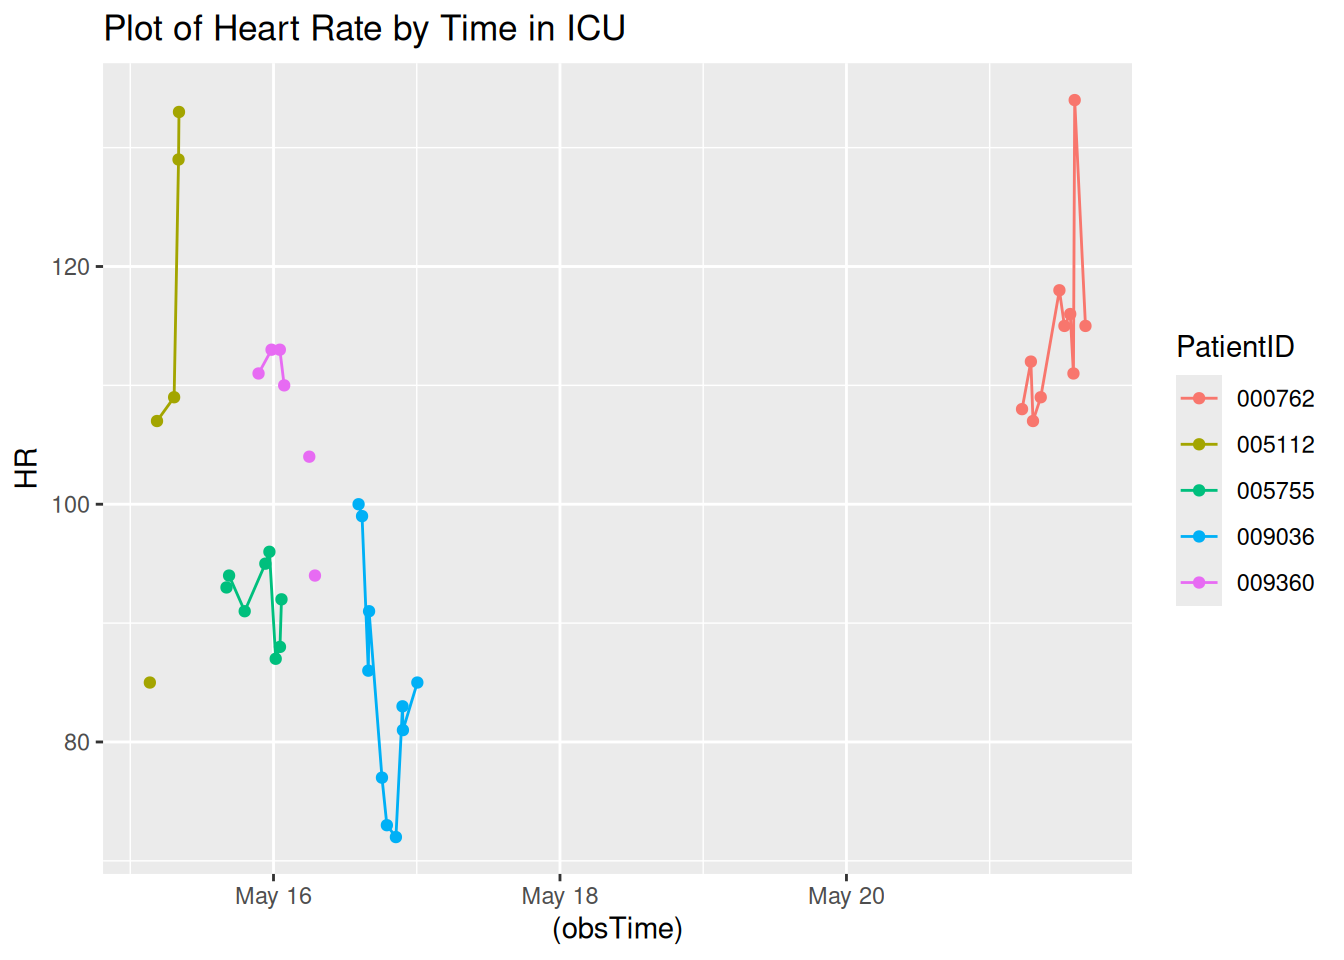 Plot of Heart Rate by Time in ICU
HR
120
100
80
May 16
May 18
May 20
(obsTime)
PatientID
000762
005112
005755
009036
009360